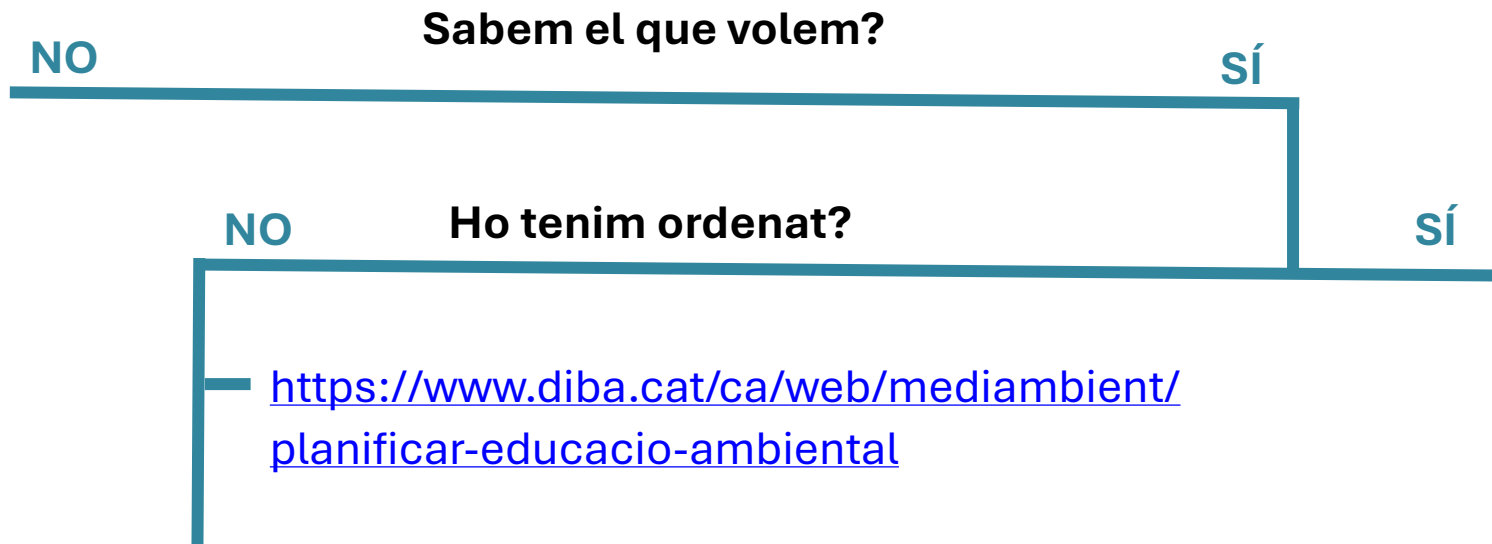 Sabem el que volem?
NO
SÍ
NO
Ho tenim ordenat?
SÍ
https://www.diba.cat/ca/web/mediambient/
planificar-educacio-ambiental